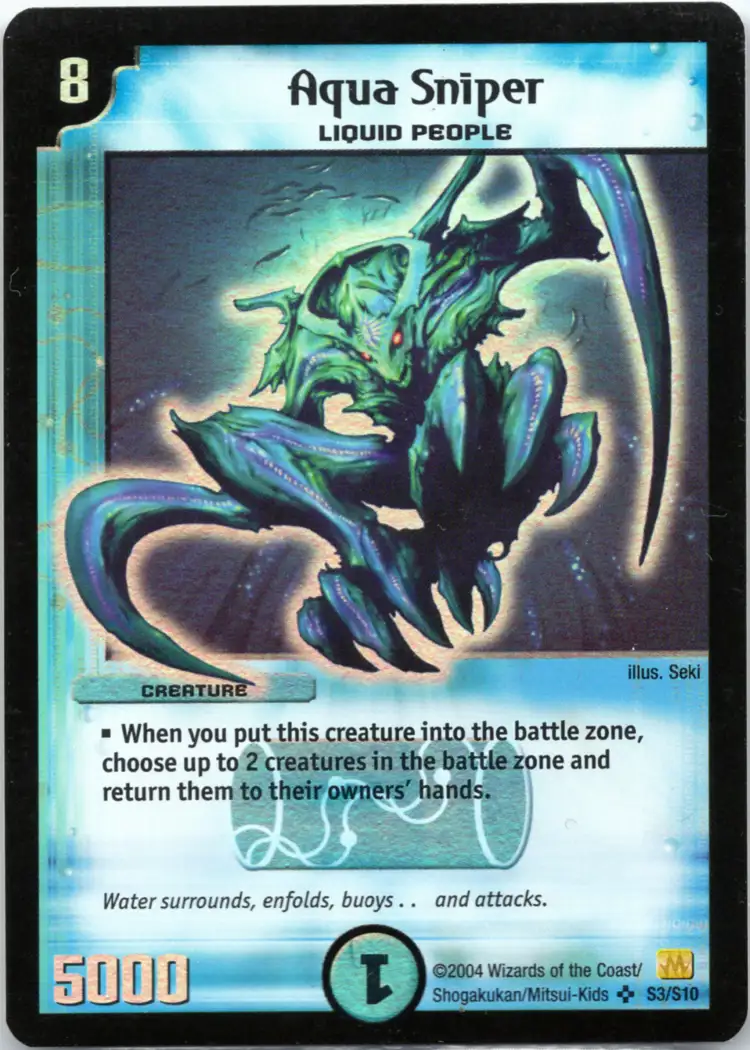 8
Aqua Sniper
LIQUID PEOPLE
illus. Seki
CREATURE
▪ When you put this creature into the battle zone,
choose up to 2 creatures in the battle zone and
return them to their owners' hands.
Water surrounds, enfolds, buoys . .   and attacks.
5000
1
©2004 Wizards of the Coast/
Shogakukan/Mitsui-Kids S3/S10